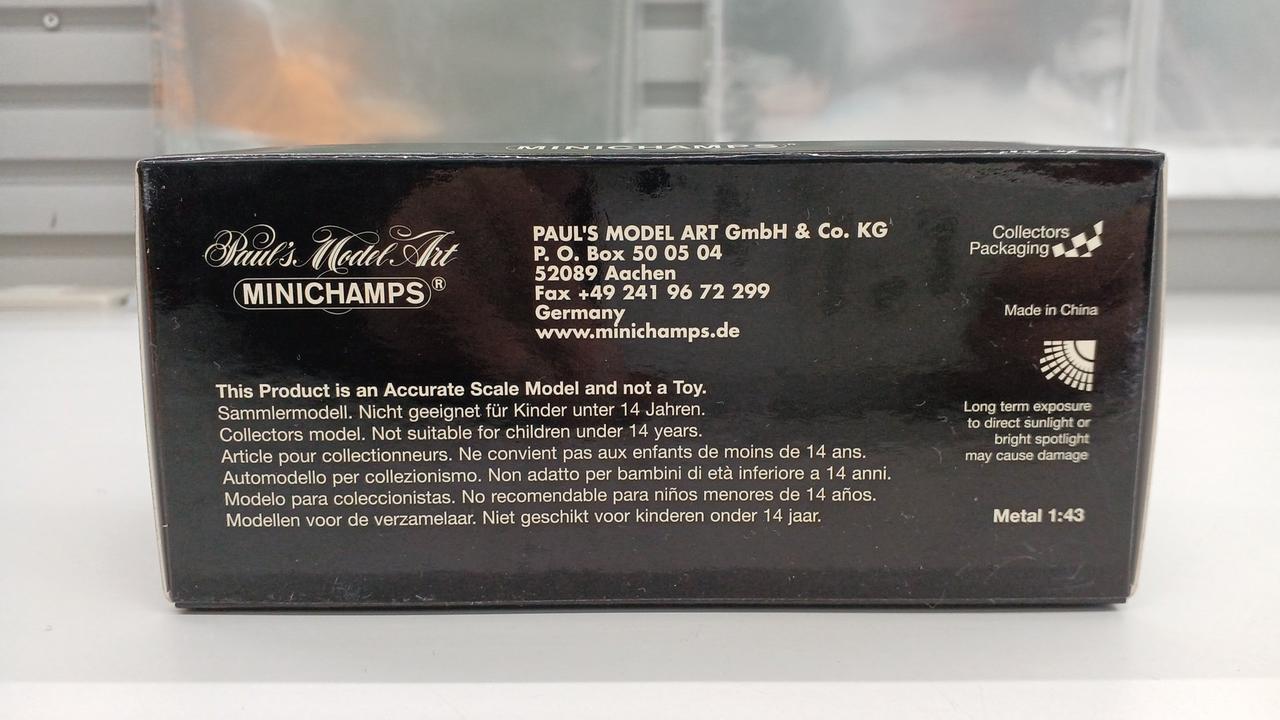 MINICHAMPS®
Paul's Model Art
MINICHAMPS®
PAUL'S MODEL ART GmbH & Co. KG
P. O. Box 50 05 04
52089 Aachen
Fax +49 241 96 72 299
Germany
www.minichamps.de
Collectors
Packaging
Made in China
This Product is an Accurate Scale Model and not a Toy.
Sammlermodell. Nicht geeignet für Kinder unter 14 Jahren.
Collectors model. Not suitable for children under 14 years.
Article pour collectionneurs. Ne convient pas aux enfants de moins de 14 ans.
Automodello per collezionismo. Non adatto per bambini di età inferiore a 14 anni.
Modelo para coleccionistas. No recomendable para niños menores de 14 años.
Modellen voor de verzamelaar. Niet geschikt voor kinderen onder 14 jaar.
Long term exposure
to direct sunlight or
bright spotlight
may cause damage
Metal 1:43